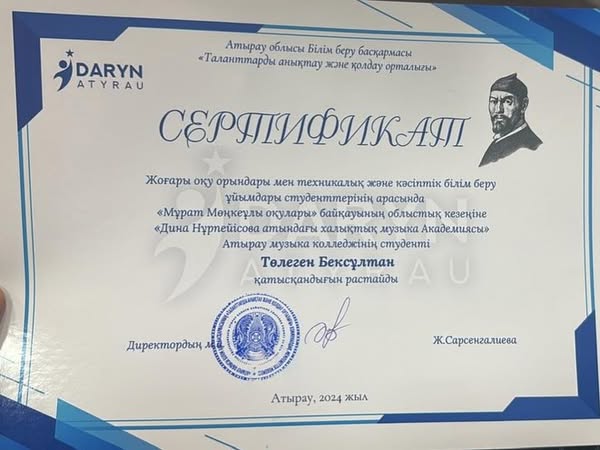 DARYN
ATYRAU
Атырау облысы Білім беру басқармасы
«Таланттарды анықтау және қолдау орталығы»
СЕРТИФИКАТ
Жоғары оқу орындары мен техникалық және кәсіптік білім беру
ұйымдары студенттерінің арасында
«Мұрат Мөңкеұлы оқулары» байқауының облыстық кезеңіне
«Дина Нұрпейісова атындағы халықтық музыка Академиясы»
Атырау музыка колледжінің студенті
Төлеген Бексұлтан
қатысқандығын растайды
Директордың
Ж.Сарсенгалиева
Атырау, 2024 жыл
DARYN
ATYRAU